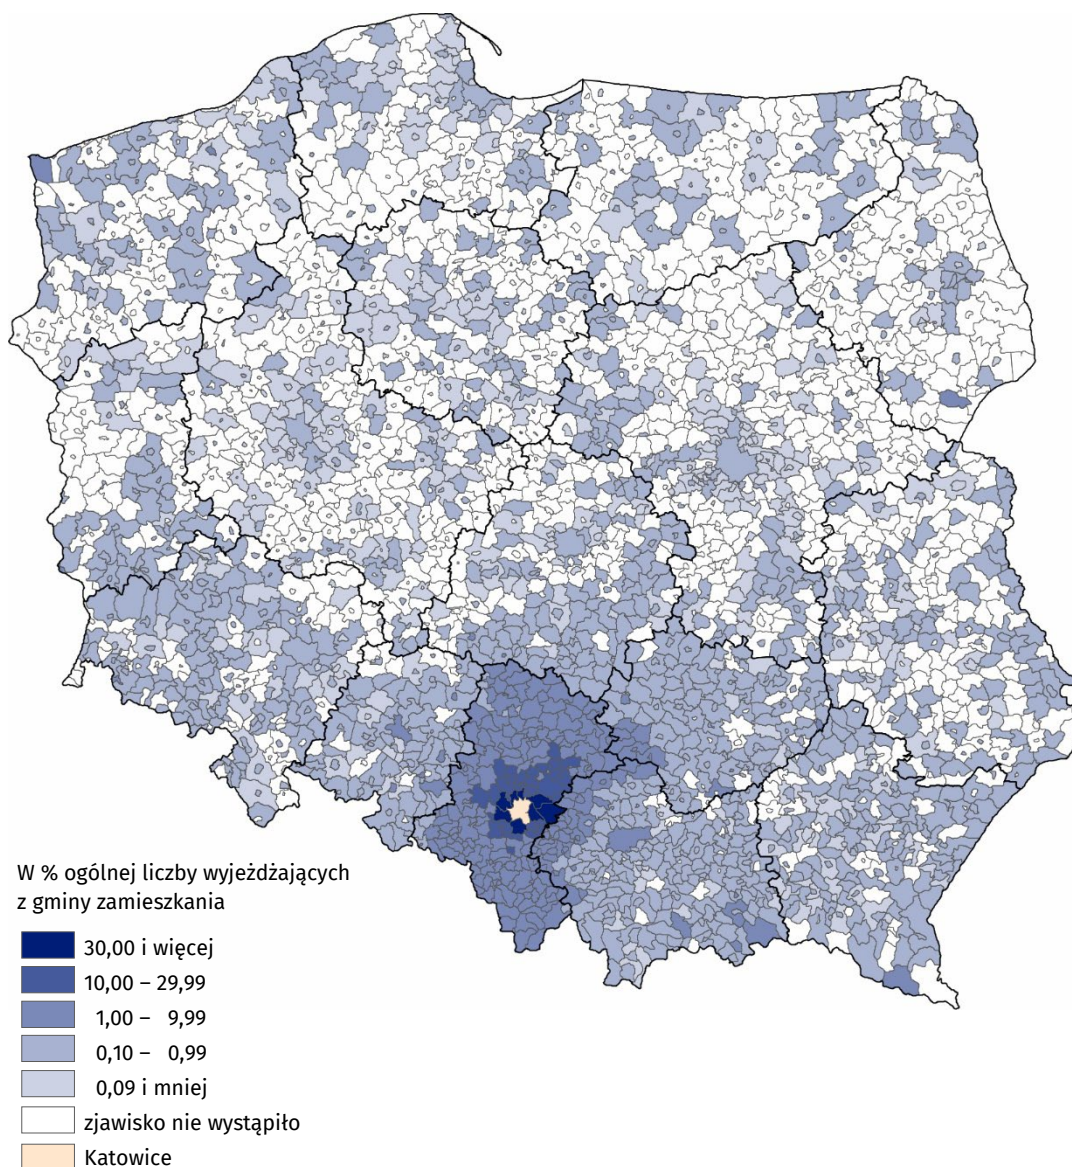 W % ogólnej liczby wyjeżdżających
z gminy zamieszkania
30,00 i więcej
10,00 – 29,99
1,00 – 9,99
0,10 – 0,99
0,09 i mniej
zjawisko nie wystąpiło
Katowice